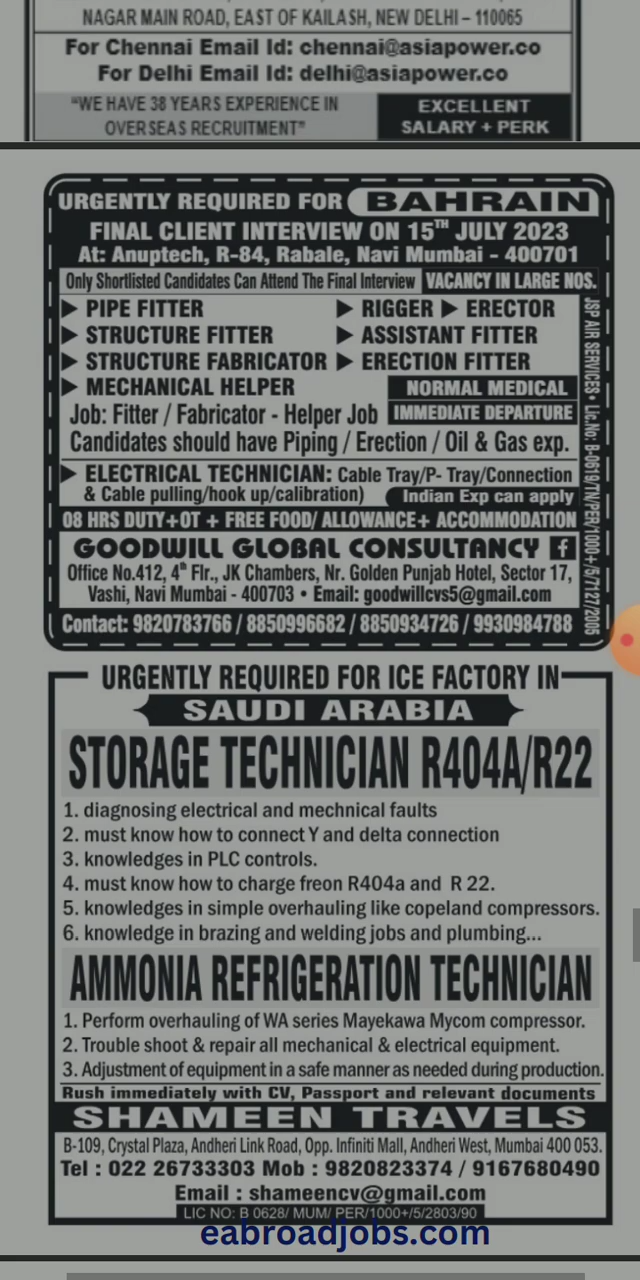 NAGAR MAIN ROAD, EAST OF KAILASH, NEW DELHI – 110065
For Chennai Email Id: chennai@asiapower.co
For Delhi Email Id: delhi@asiapower.co
“WE HAVE 38 YEARS EXPERIENCE IN
OVERSEAS RECRUITMENT”
EXCELLENT
SALARY + PERK
URGENTLY REQUIRED FOR BAHRAIN
FINAL CLIENT INTERVIEW ON 15TH JULY 2023
At: Anuptech, R-84, Rabale, Navi Mumbai - 400701
Only Shortlisted Candidates Can Attend The Final Interview VACANCY IN LARGE NOS.
▶ PIPE FITTER ▶ RIGGER ▶ ERECTOR
▶ STRUCTURE FITTER ▶ ASSISTANT FITTER
▶ STRUCTURE FABRICATOR ▶ ERECTION FITTER
▶ MECHANICAL HELPER NORMAL MEDICAL
Job: Fitter / Fabricator - Helper Job IMMEDIATE DEPARTURE
Candidates should have Piping / Erection / Oil & Gas exp.
▶ ELECTRICAL TECHNICIAN: Cable Tray/P- Tray/Connection
& Cable pulling/hook up/calibration) Indian Exp can apply
08 HRS DUTY+OT + FREE FOOD/ ALLOWANCE+ ACCOMMODATION
GOODWILL GLOBAL CONSULTANCY f
Office No.412, 4th Flr., JK Chambers, Nr. Golden Punjab Hotel, Sector 17,
Vashi, Navi Mumbai - 400703 • Email: goodwillcvs5@gmail.com
Contact: 9820783766 / 8850996682 / 8850934726 / 9930984788
JSP AIR SERVICES• Lic.No: B-0619/TN/PER/1000+/5/7127/2005
URGENTLY REQUIRED FOR ICE FACTORY IN
SAUDI ARABIA
STORAGE TECHNICIAN R404A/R22
1. diagnosing electrical and mechnical faults
2. must know how to connect Y and delta connection
3. knowledges in PLC controls.
4. must know how to charge freon R404a and R 22.
5. knowledges in simple overhauling like copeland compressors.
6. knowledge in brazing and welding jobs and plumbing...
AMMONIA REFRIGERATION TECHNICIAN
1. Perform overhauling of WA series Mayekawa Mycom compressor.
2. Trouble shoot & repair all mechanical & electrical equipment.
3. Adjustment of equipment in a safe manner as needed during production.
Rush immediately with CV, Passport and relevant documents
SHAMEEN TRAVELS
B-109, Crystal Plaza, Andheri Link Road, Opp. Infiniti Mall, Andheri West, Mumbai 400 053.
Tel : 022 26733303 Mob : 9820823374 / 9167680490
Email : shameencv@gmail.com
LIC NO: B 0628/ MUM/ PER/1000+/5/2803/90
eabroadjobs.com